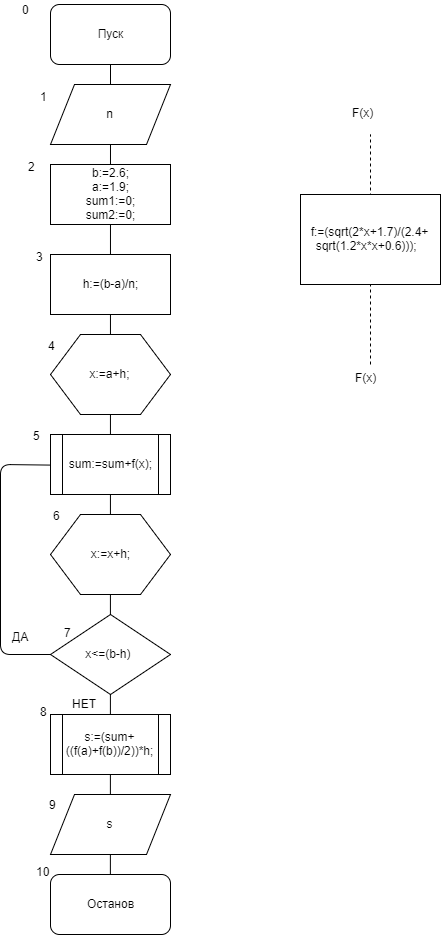 0
Пуск
1
n
2
b:=2.6;
a:=1.9;
sum1:=0;
sum2:=0;
3
h:=(b-a)/n;
4
x:=a+h;
5
sum:=sum+f(x);
6
x:=x+h;
7
x<=(b-h)
ДА
НЕТ
8
s:=(sum+
((f(a)+f(b))/2))*h;
9
s
10
Останов
F(x)
f:=(sqrt(2*x+1.7)/(2.4+
sqrt(1.2*x*x+0.6)));
F(x)